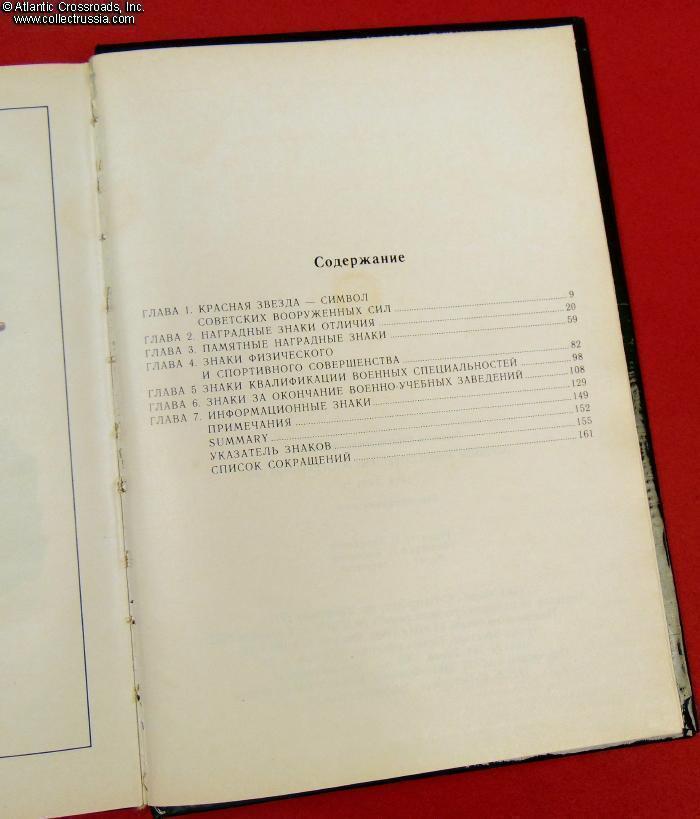 © Atlantic Crossroads, Inc.
www.collectrussia.com
Содержание
ГЛАВА 1. КРАСНАЯ ЗВЕЗДА — СИМВОЛ
СОВЕТСКИХ ВООРУЖЕННЫХ СИЛ 9
ГЛАВА 2. НАГРАДНЫЕ ЗНАКИ ОТЛИЧИЯ 20
ГЛАВА 3. ПАМЯТНЫЕ НАГРАДНЫЕ ЗНАКИ 59
ГЛАВА 4. ЗНАКИ ФИЗИЧЕСКОГО
И СПОРТИВНОГО СОВЕРШЕНСТВА 82
ГЛАВА 5 ЗНАКИ КВАЛИФИКАЦИИ ВОЕННЫХ СПЕЦИАЛЬНОСТЕЙ 98
ГЛАВА 6. ЗНАКИ ЗА ОКОНЧАНИЕ ВОЕННО-УЧЕБНЫХ ЗАВЕДЕНИЙ 108
ГЛАВА 7. ИНФОРМАЦИОННЫЕ ЗНАКИ 129
ПРИМЕЧАНИЯ 149
SUMMARY 152
УКАЗАТЕЛЬ ЗНАКОВ 155
СПИСОК СОКРАЩЕНИЙ 161